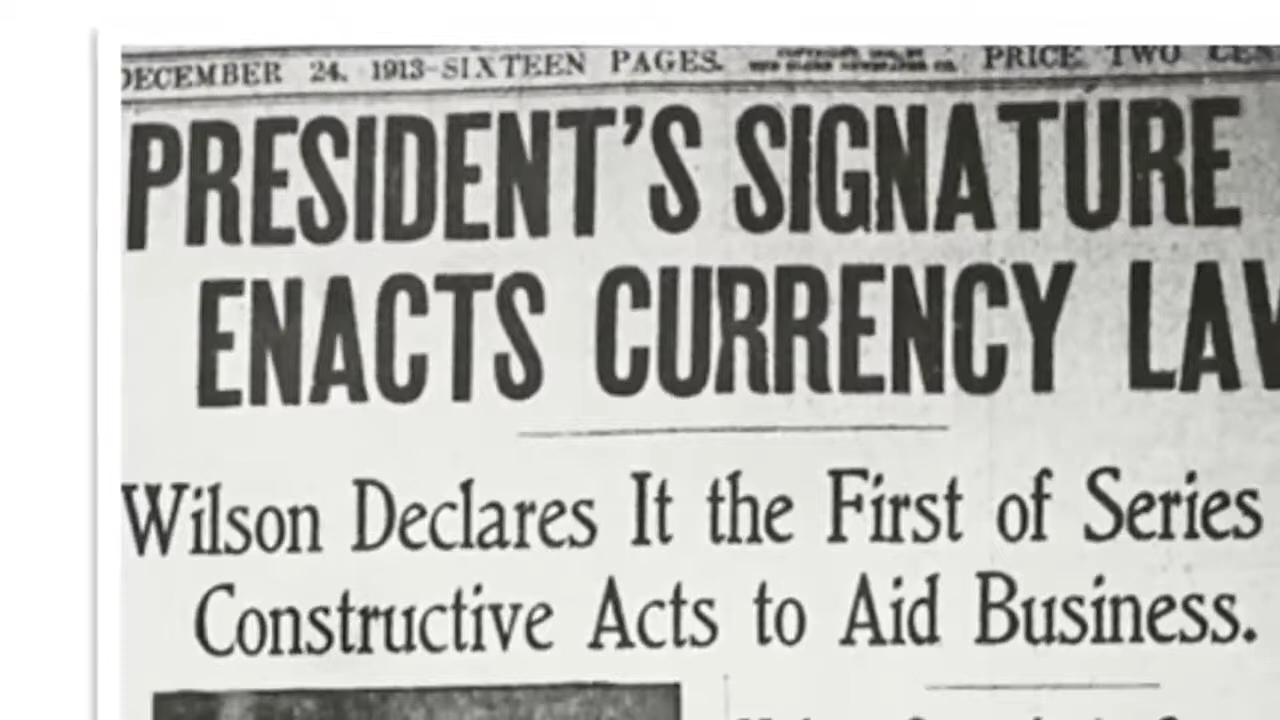 DECEMBER 24, 1913-SIXTEEN PAGES. PRICE TWO CEN
PRESIDENT'S SIGNATURE
ENACTS CURRENCY LAW
Wilson Declares It the First of Series
Constructive Acts to Aid Business.